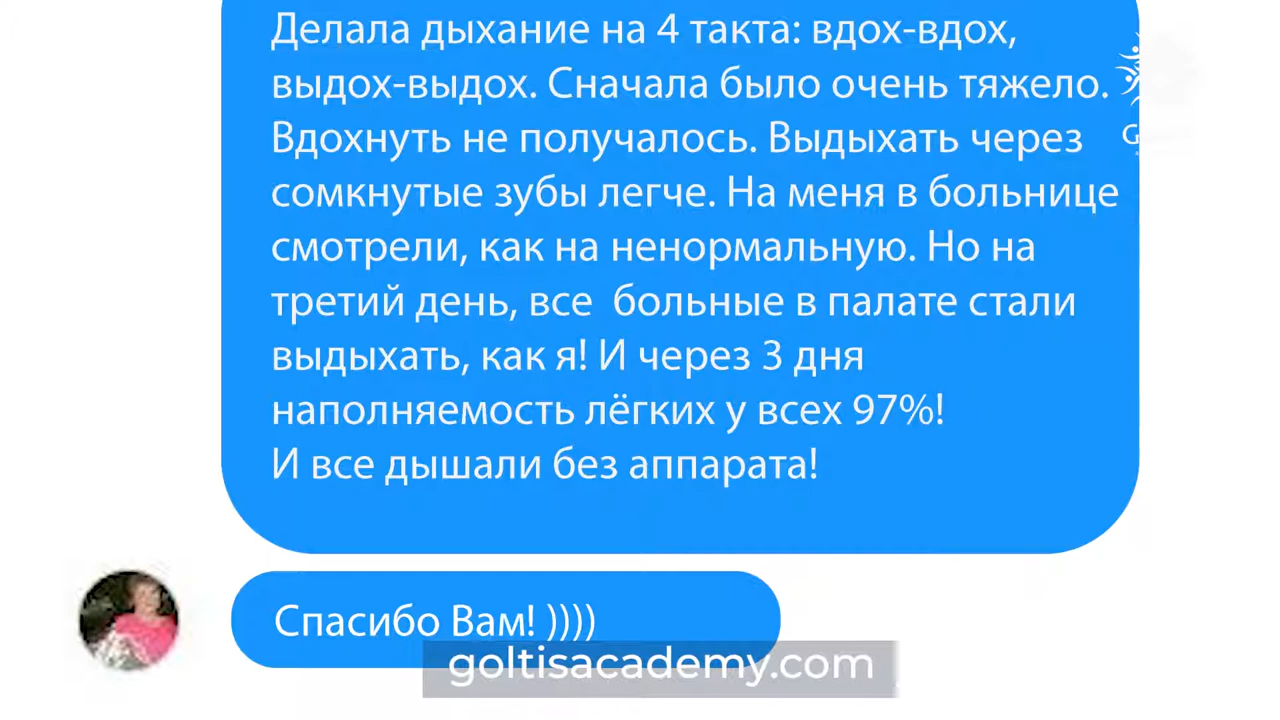 Делала дыхание на 4 такта: вдох-вдох,
выдох-выдох. Сначала было очень тяжело.
Вдохнуть не получалось. Выдыхать через
сомкнутые зубы легче. На меня в больнице
смотрели, как на ненормальную. Но на
третий день, все  больные в палате стали
выдыхать, как я! И через 3 дня
наполняемость лёгких у всех 97%!
И все дышали без аппарата!
Спасибо Вам! ))))
goltisacademy.com